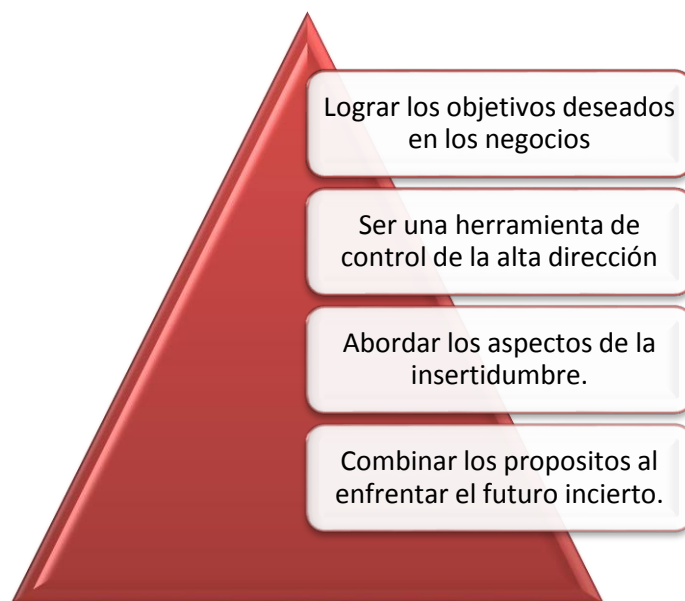 Lograr los objetivos deseados
en los negocios
Ser una herramienta de
control de la alta dirección
Abordar los aspectos de la
insertidumbre.
Combinar los propositos al
enfrentar el futuro incierto.